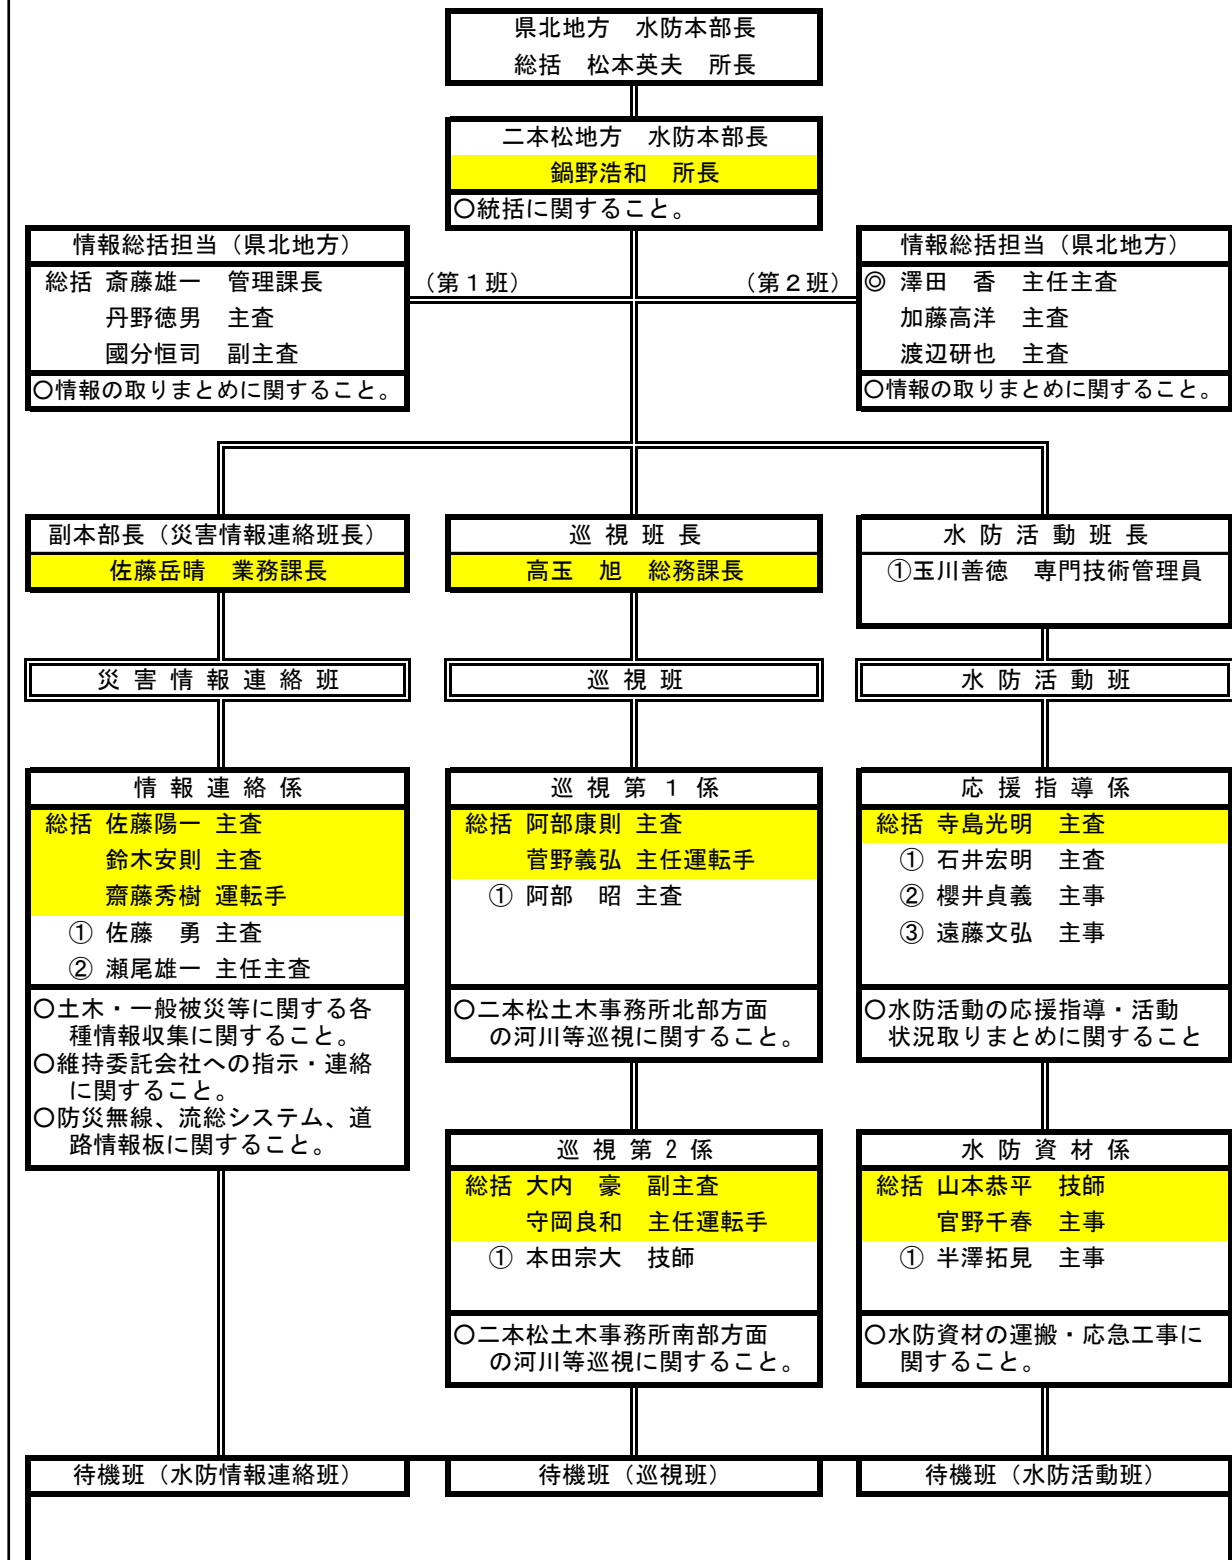 県北地方　水防本部長
総括　松本英夫　所長
二本松地方　水防本部長
鍋野浩和　所長
〇統括に関すること。
情報総括担当（県北地方）
総括 斎藤雄一　管理課長
丹野徳男　主査
國分恒司　副主査
〇情報の取りまとめに関すること。
（第１班）
（第２班）
情報総括担当（県北地方）
◎ 澤田　香　主任主査
加藤高洋　主査
渡辺研也　主査
〇情報の取りまとめに関すること。
副本部長（災害情報連絡班長）
佐藤岳晴　業務課長
災 害 情 報 連 絡 班
情 報 連 絡 係
総括 佐藤陽一 主査
鈴木安則 主査
齋藤秀樹 運転手
① 佐藤　勇 主査
② 瀬尾雄一 主任主査
〇土木・一般被災等に関する各
種情報収集に関すること。
〇維持委託会社への指示・連絡
に関すること。
〇防災無線、流総システム、道
路情報板に関すること。
巡 視 班 長
高玉　旭　総務課長
巡 視 班
巡 視 第 １ 係
総括 阿部康則 主査
菅野義弘 主任運転手
① 阿部　昭 主査
〇二本松土木事務所北部方面
の河川等巡視に関すること。
巡 視 第 2 係
総括 大内　豪　副主査
守岡良和　主任運転手
① 本田宗大　技師
〇二本松土木事務所南部方面
の河川等巡視に関すること。
水 防 活 動 班 長
①玉川善徳　専門技術管理員
水 防 活 動 班
応 援 指 導 係
総括 寺島光明　主査
① 石井宏明　主査
② 櫻井貞義　主事
③ 遠藤文弘　主事
〇水防活動の応援指導・活動
状況取りまとめに関すること
水 防 資 材 係
総括 山本恭平　技師
官野千春　主事
① 半澤拓見　主事
〇水防資材の運搬・応急工事に
関すること。
待機班（水防情報連絡班）
待機班（巡視班）
待機班（水防活動班）